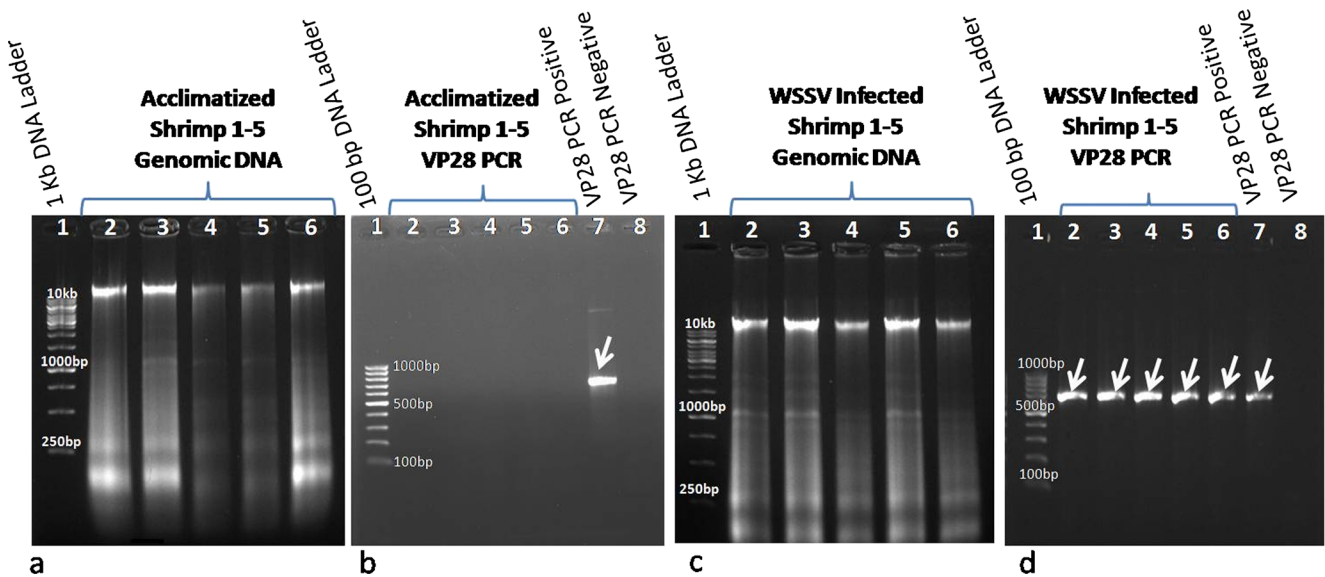 1 Kb DNA Ladder
Acclimatized
Shrimp 1-5
Genomic DNA
100 bp DNA Ladder
Acclimatized
Shrimp 1-5
VP28 PCR
VP28 PCR Positive
VP28 PCR Negative
1 Kb DNA Ladder
WSSV Infected
Shrimp 1-5
Genomic DNA
100 bp DNA Ladder
WSSV Infected
Shrimp 1-5
VP28 PCR
VP28 PCR Positive
VP28 PCR Negative
1 2 3 4 5 6
10kb
1000bp
250bp
a
1 2 3 4 5 6 7 8
1000bp
500bp
100bp
b
1 2 3 4 5 6
10kb
1000bp
250bp
c
1 2 3 4 5 6 7 8
1000bp
500bp
100bp
d